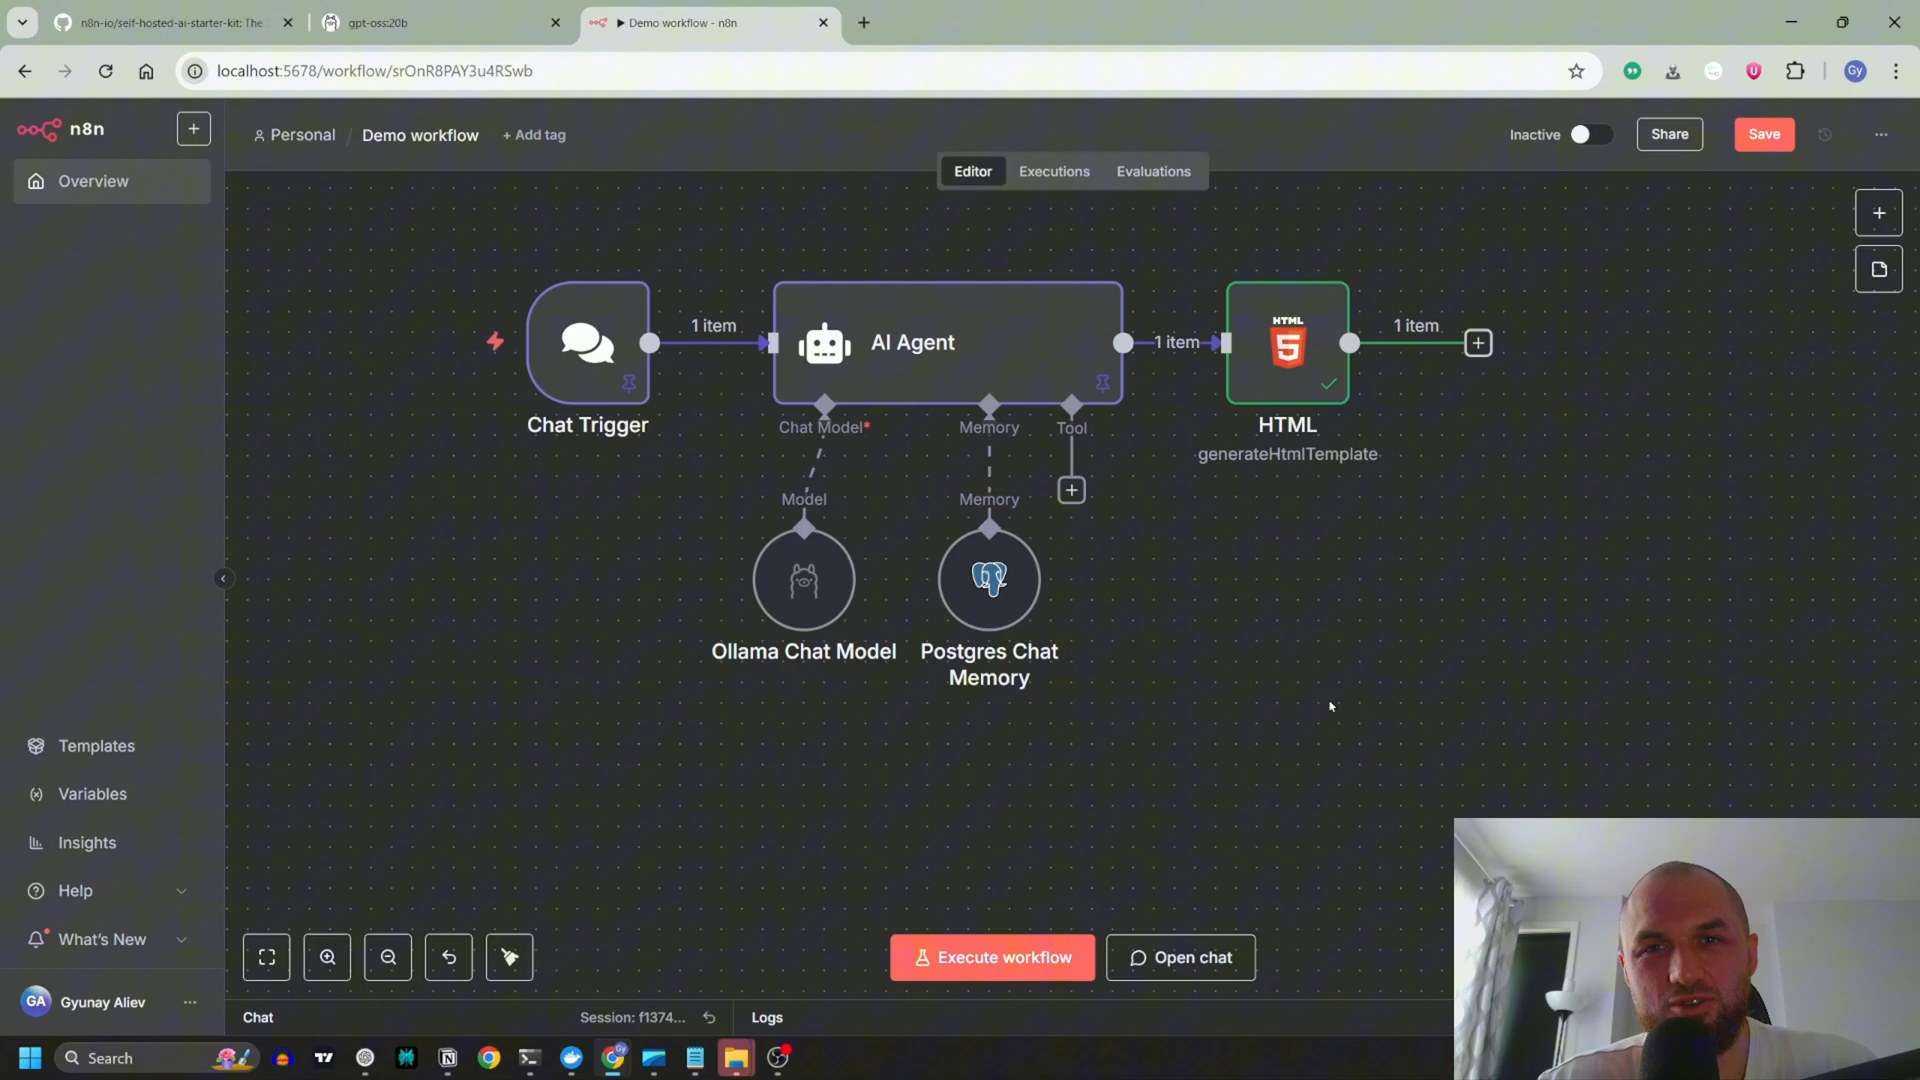 n8n-io/self-hosted-ai-starter-kit: The
gpt-oss:20b
▶ Demo workflow - n8n
localhost:5678/workflow/srOnR8PAY3u4RSwb
Gy
n8n
Personal / Demo workflow + Add tag
Inactive
Share
Save
Overview
Editor
Executions
Evaluations
1 item
AI Agent
1 item
HTML
5
1 item
Chat Trigger
Chat Model*
Memory
Tool
HTML
generateHtmlTemplate
Model
Memory
Ollama Chat Model
Postgres Chat
Memory
Templates
Variables
Insights
Help
What's New
GA
Gyunay Aliev
Execute workflow
Open chat
Chat
Session: f1374...
Logs
Search